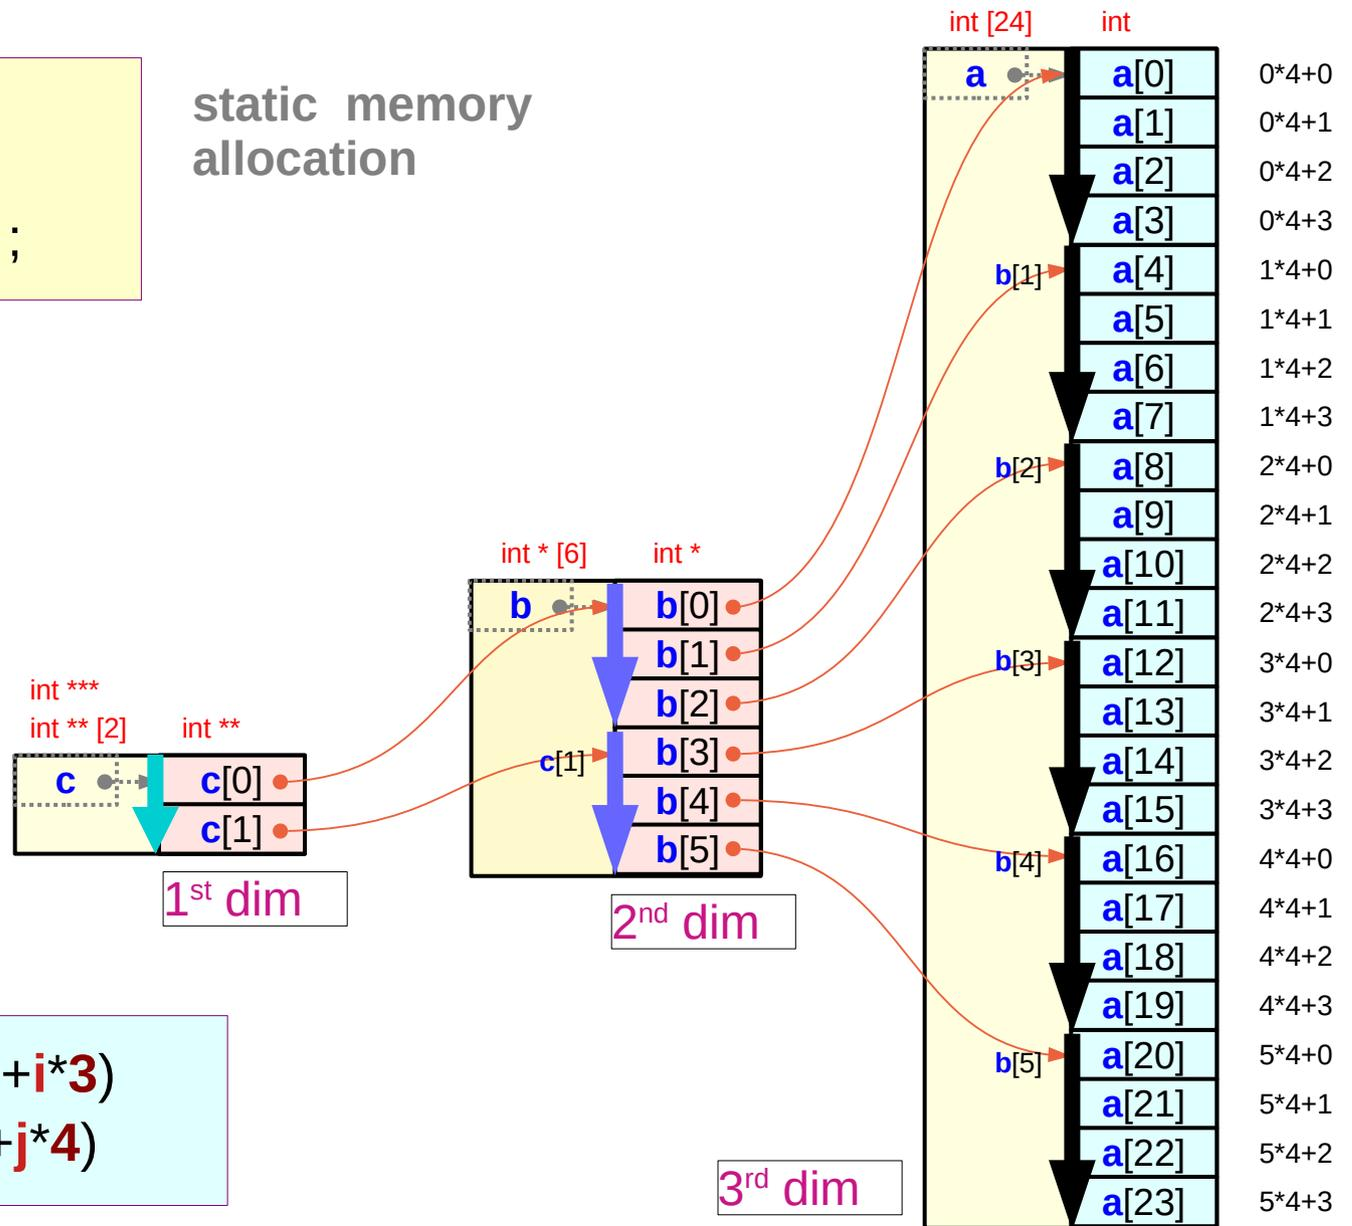 int [24] int
static memory
allocation
;
a a[0] 0*4+0
a[1] 0*4+1
a[2] 0*4+2
a[3] 0*4+3
b[1] a[4] 1*4+0
a[5] 1*4+1
a[6] 1*4+2
a[7] 1*4+3
b[2] a[8] 2*4+0
a[9] 2*4+1
a[10] 2*4+2
a[11] 2*4+3
b[3] a[12] 3*4+0
a[13] 3*4+1
a[14] 3*4+2
a[15] 3*4+3
b[4] a[16] 4*4+0
a[17] 4*4+1
a[18] 4*4+2
a[19] 4*4+3
b[5] a[20] 5*4+0
a[21] 5*4+1
a[22] 5*4+2
a[23] 5*4+3
int * [6] int *
b b[0]
b[1]
b[2]
c[1] b[3]
b[4]
b[5]
int ***
int ** [2] int **
c c[0]
c[1]
1st dim
2nd dim
3rd dim
+i*3)
+j*4)